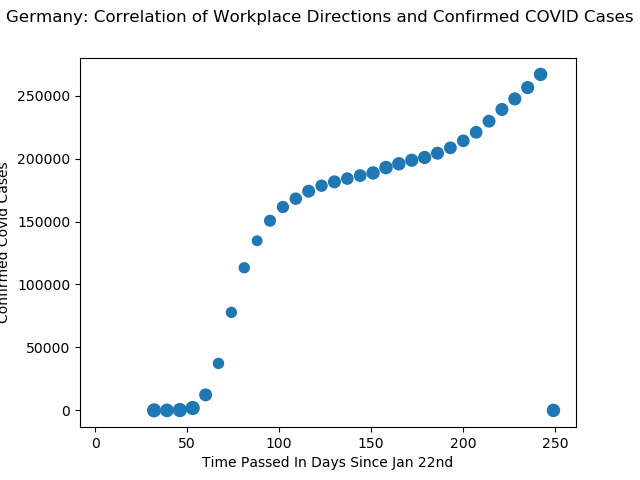 Germany: Correlation of Workplace Directions and Confirmed COVID Cases
250000
200000
150000
100000
50000
0
Confirmed Covid Cases
0 50 100 150 200 250
Time Passed In Days Since Jan 22nd